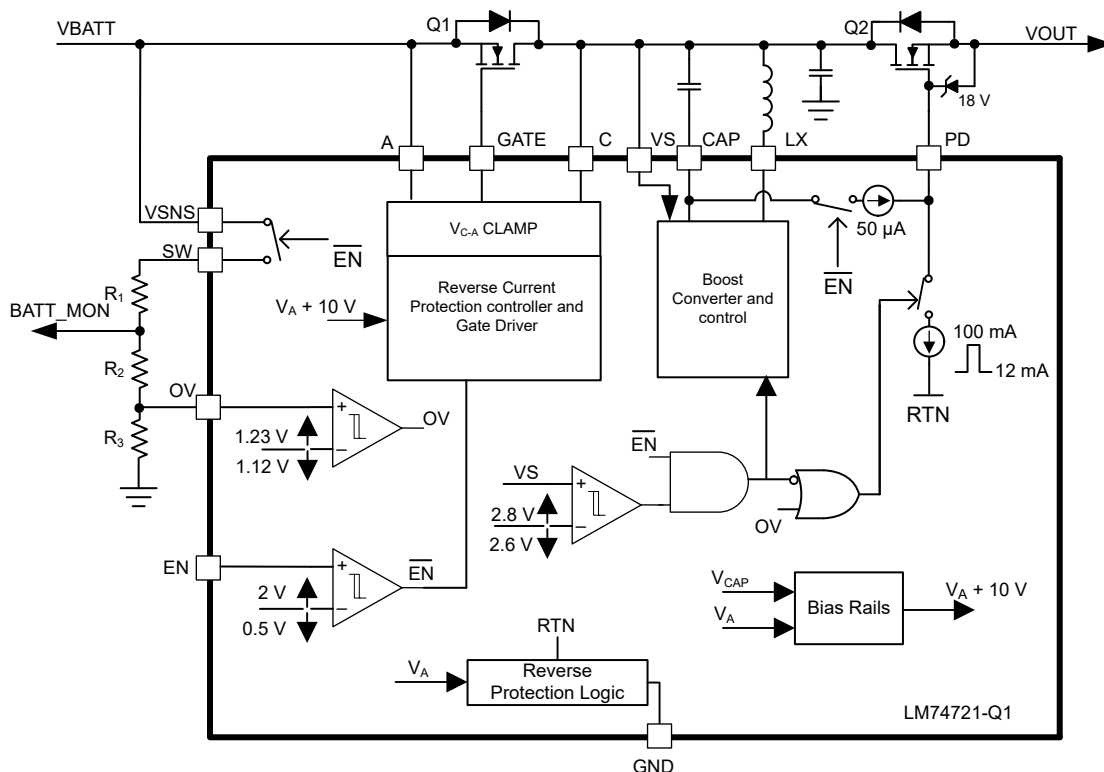 VBATT
Q1
Q2
VOUT
18 V
A
GATE
C
VS
CAP
LX
PD
VSNS
SW
EN
R1
BATT_MON
R2
OV
R3
VC-A CLAMP
Reverse Current
Protection controller and
Gate Driver
VA + 10 V
Boost
Converter and
control
50 µA
EN
100 mA
12 mA
RTN
+
−
1.23 V
1.12 V
OV
EN
VS
+
−
2.8 V
2.6 V
OV
EN
+
−
2 V
0.5 V
EN
VCAP
VA
Bias Rails
VA + 10 V
RTN
VA
Reverse
Protection Logic
LM74721-Q1
GND